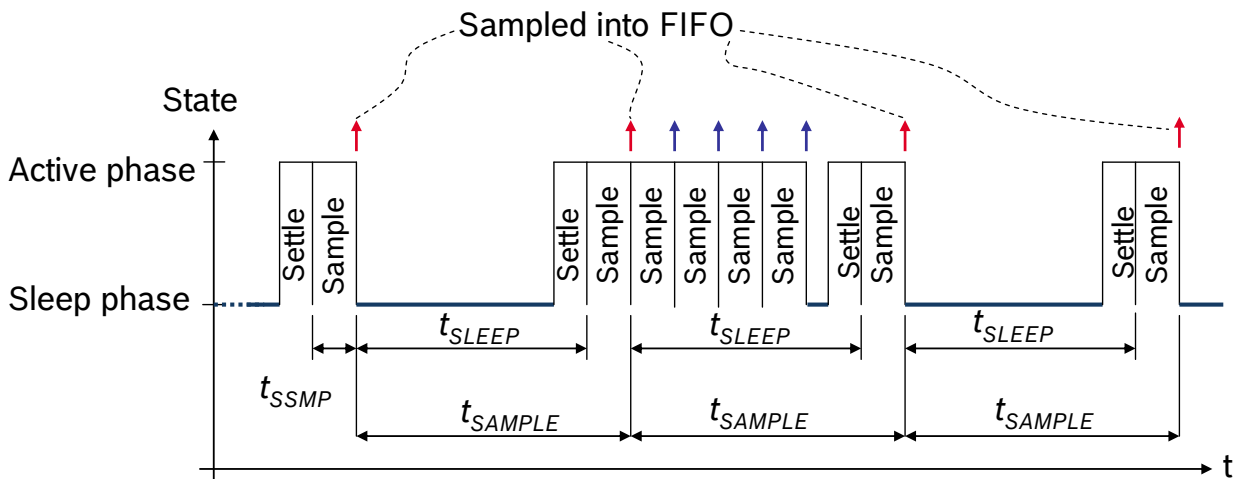 Sampled into FIFO
State
Active phase
Settle
Sample
Settle
Sample
Sample
Sample
Sample
Sample
Settle
Sample
Settle
Sample
Sleep phase
tSLEEP
tSLEEP
tSLEEP
tSSMP
tSAMPLE
tSAMPLE
tSAMPLE
t